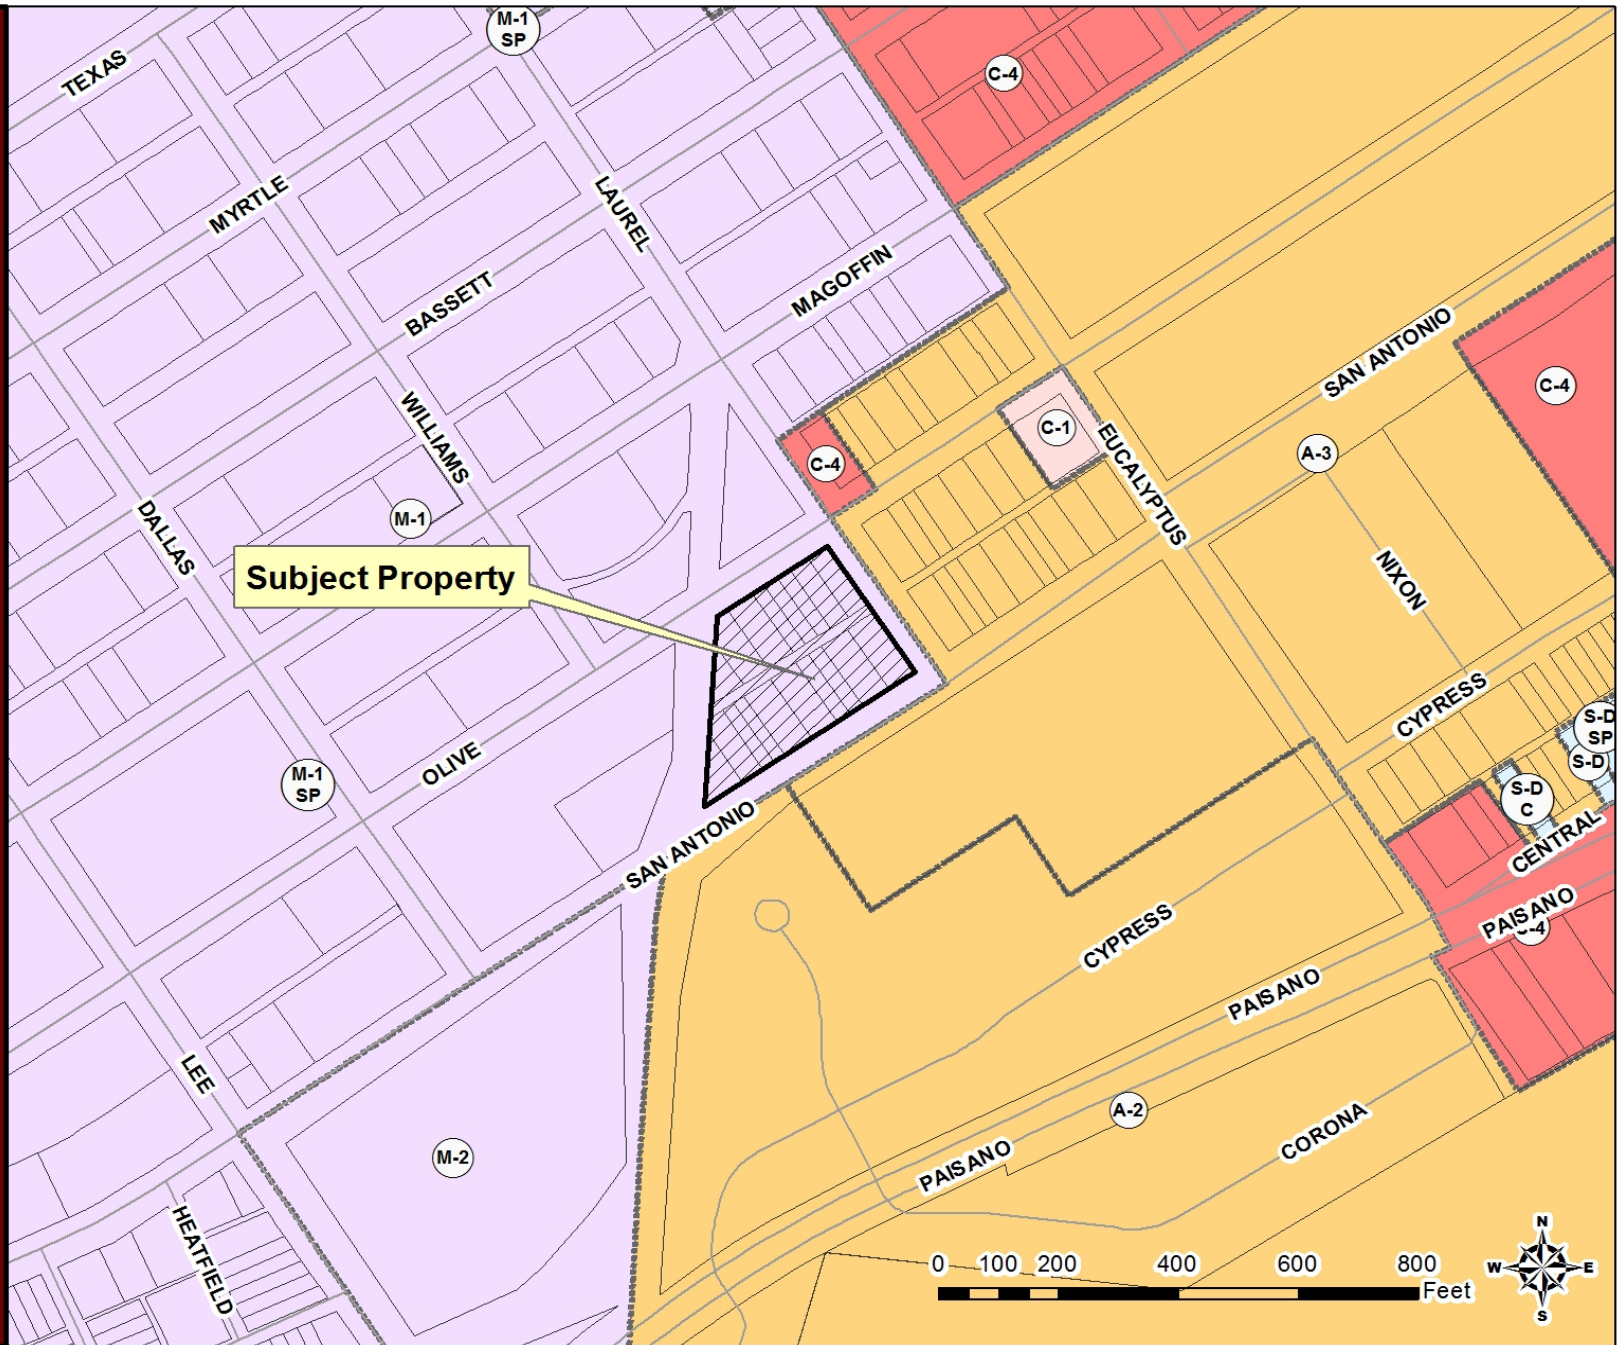 M-1
SP
TEXAS
C-4
MYRTLE
LAUREL
MAGOFFIN
BASSETT
SAN ANTONIO
C-4
WILLIAMS
C-1
EUCALYPTUS
C-4
A-3
M-1
DALLAS
NIXON
Subject Property
CYPRESS
S-D
SP
S-D
OLIVE
M-1
SP
S-D
C
CENTRAL
SAN ANTONIO
PAISANO
C-4
CYPRESS
PAISANO
LEE
A-2
CORONA
M-2
PAISANO
HEATFIELD
N
W
E
S
0 100 200 400 600 800
Feet